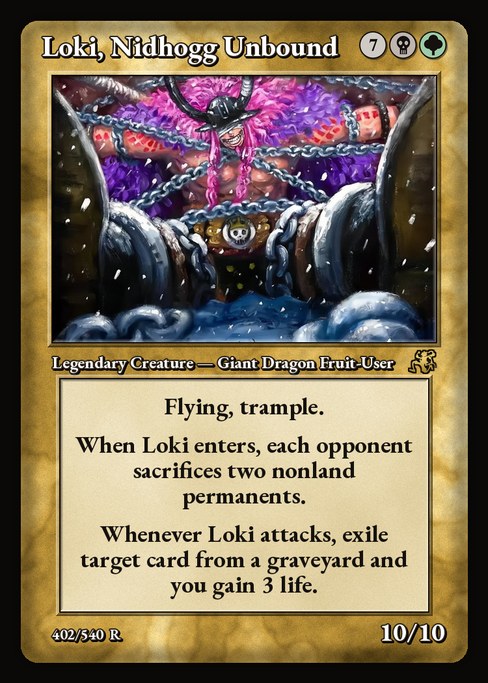 Loki, Nidhogg Unbound 7
Legendary Creature — Giant Dragon Fruit-User
Flying, trample.
When Loki enters, each opponent
sacrifices two nonland
permanents.
Whenever Loki attacks, exile
target card from a graveyard and
you gain 3 life.
402/540 R
10/10